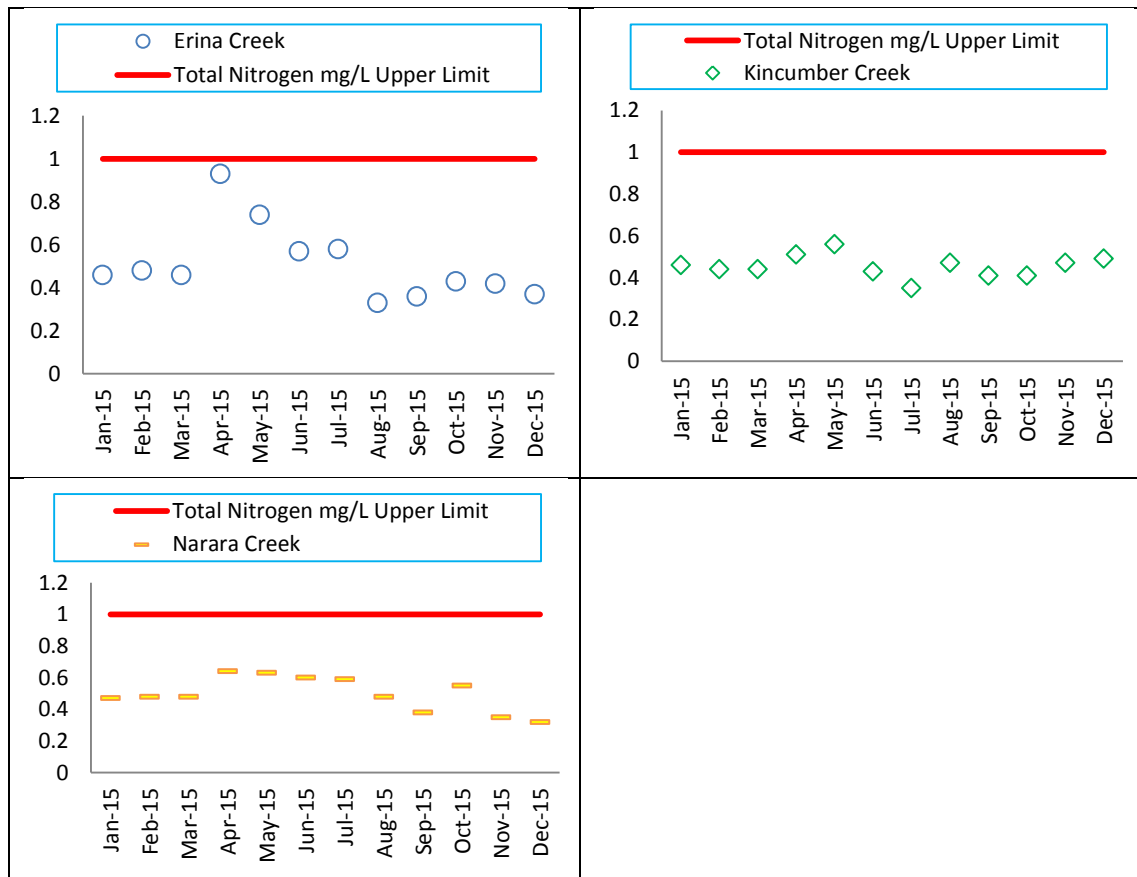 Erina Creek
Total Nitrogen mg/L Upper Limit
1.2
1
0.8
0.6
0.4
0.2
0
Jan-15
Feb-15
Mar-15
Apr-15
May-15
Jun-15
Jul-15
Aug-15
Sep-15
Oct-15
Nov-15
Dec-15
Total Nitrogen mg/L Upper Limit
Kincumber Creek
1.2
1
0.8
0.6
0.4
0.2
0
Jan-15
Feb-15
Mar-15
Apr-15
May-15
Jun-15
Jul-15
Aug-15
Sep-15
Oct-15
Nov-15
Dec-15
Total Nitrogen mg/L Upper Limit
Narara Creek
1.2
1
0.8
0.6
0.4
0.2
0
Jan-15
Feb-15
Mar-15
Apr-15
May-15
Jun-15
Jul-15
Aug-15
Sep-15
Oct-15
Nov-15
Dec-15